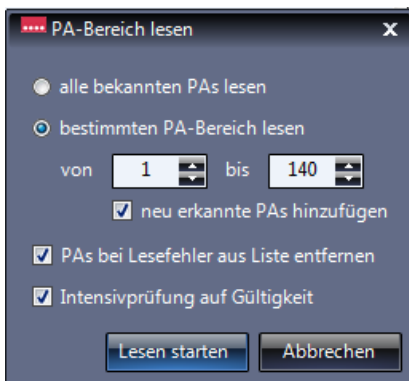 PA-Bereich lesen x
alle bekannten PAs lesen
bestimmten PA-Bereich lesen
von 1 bis 140
neu erkannte PAs hinzufügen
PAs bei Lesefehler aus Liste entfernen
Intensivprüfung auf Gültigkeit
Lesen starten Abbrechen